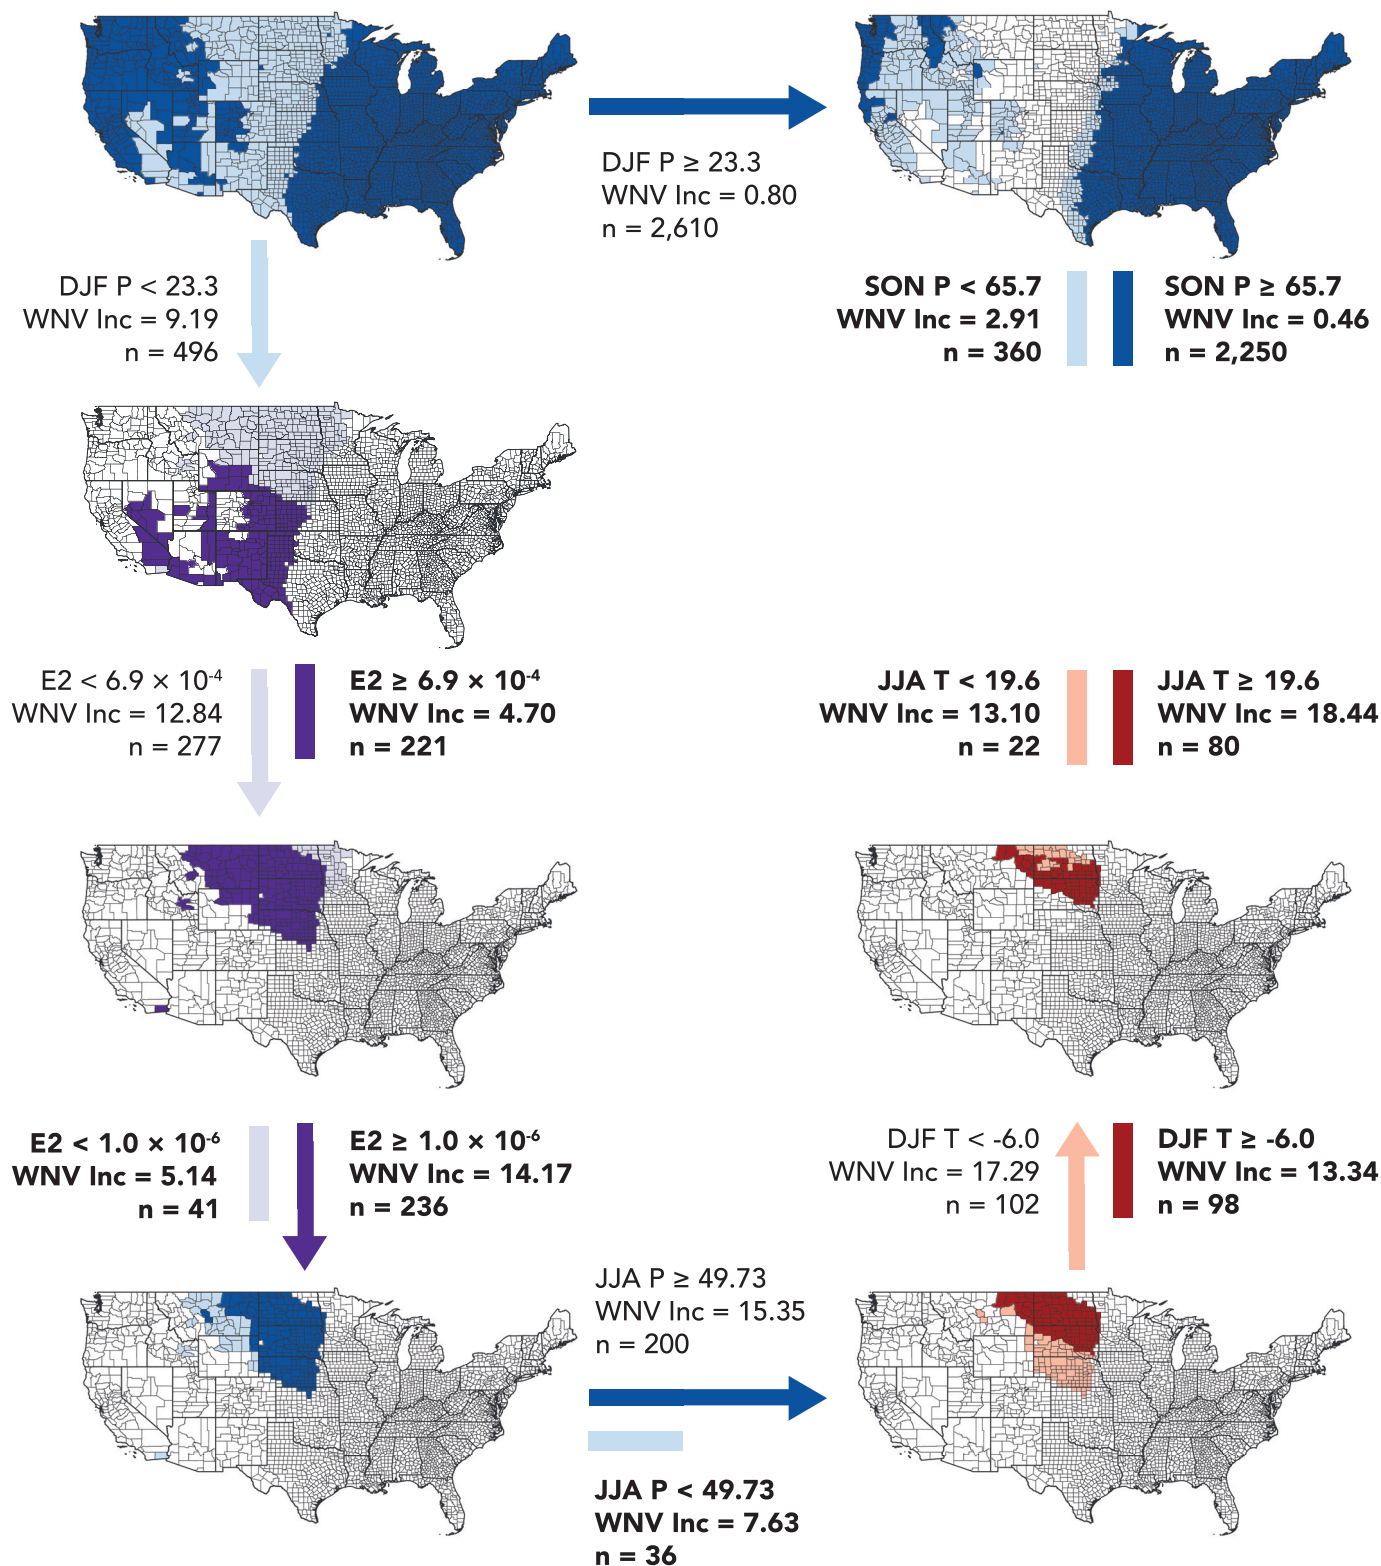 DJF P ≥ 23.3
WNV Inc = 0.80
n = 2,610
DJF P < 23.3
WNV Inc = 9.19
n = 496
SON P < 65.7
WNV Inc = 2.91
n = 360
SON P ≥ 65.7
WNV Inc = 0.46
n = 2,250
E2 < 6.9 × 10⁻⁴
WNV Inc = 12.84
n = 277
E2 ≥ 6.9 × 10⁻⁴
WNV Inc = 4.70
n = 221
JJA T < 19.6
WNV Inc = 13.10
n = 22
JJA T ≥ 19.6
WNV Inc = 18.44
n = 80
E2 < 1.0 × 10⁻⁶
WNV Inc = 5.14
n = 41
E2 ≥ 1.0 × 10⁻⁶
WNV Inc = 14.17
n = 236
DJF T < -6.0
WNV Inc = 17.29
n = 102
DJF T ≥ -6.0
WNV Inc = 13.34
n = 98
JJA P ≥ 49.73
WNV Inc = 15.35
n = 200
JJA P < 49.73
WNV Inc = 7.63
n = 36